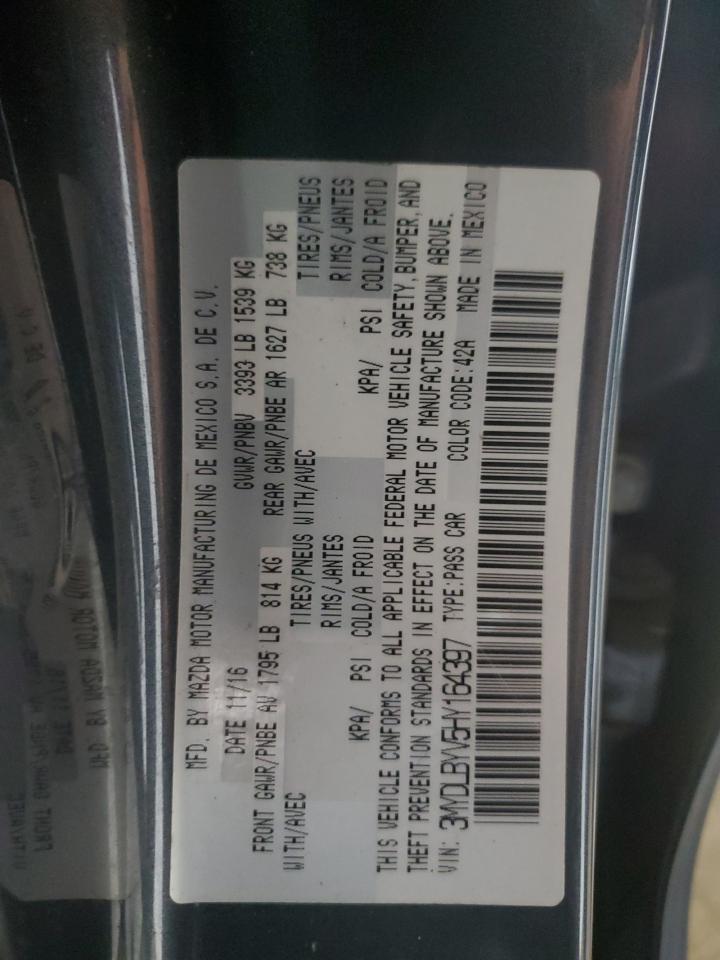 MFD. BY MAZDA MOTOR MANUFACTURING DE MEXICO S.A. DE C.V.
DATE 11/16 GVWR/PNBV 3393 LB 1539 KG
FRONT GAWR/PNBE AV 1795 LB 814 KG REAR GAWR/PNBE AR 1627 LB 738 KG
WITH/AVEC TIRES/PNEUS WITH/AVEC TIRES/PNEUS
RIMS/JANTES RIMS/JANTES
KPA/ PSI COLD/A FROID KPA/ PSI COLD/A FROID
THIS VEHICLE CONFORMS TO ALL APPLICABLE FEDERAL MOTOR VEHICLE SAFETY, BUMPER, AND
THEFT PREVENTION STANDARDS IN EFFECT ON THE DATE OF MANUFACTURE SHOWN ABOVE.
VIN: 3MYDLBYV5HY164397 TYPE:PASS CAR COLOR CODE:42A MADE IN MEXICO